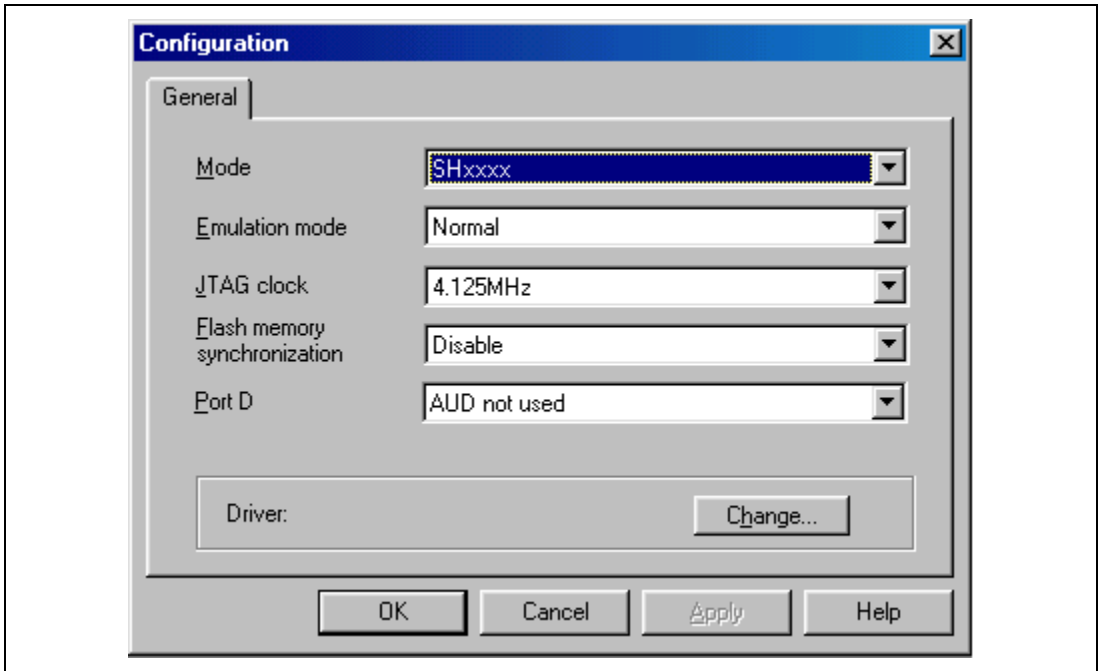 Configuration
General
Mode
SHxxxx
Emulation mode
Normal
JTAG clock
4.125MHz
Flash memory
synchronization
Disable
Port D
AUD not used
Driver:
Change...
OK
Cancel
Apply
Help